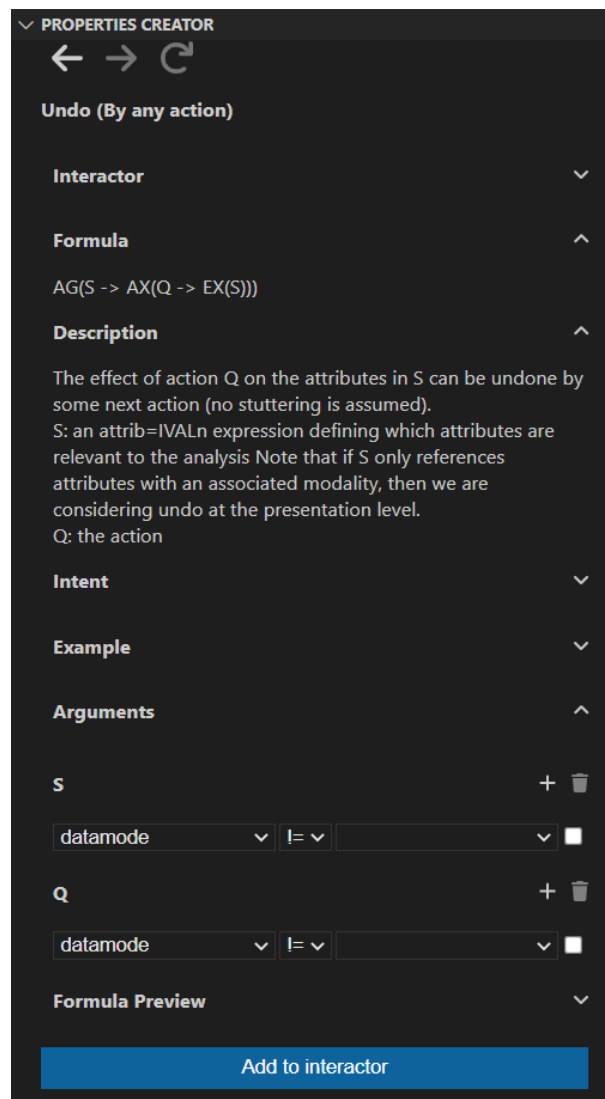 PROPERTIES CREATOR
Undo (By any action)
Interactor
Formula
AG(S -> AX(Q -> EX(S)))
Description
The effect of action Q on the attributes in S can be undone by
some next action (no stuttering is assumed).
S: an attrib=IVALn expression defining which attributes are
relevant to the analysis Note that if S only references
attributes with an associated modality, then we are
considering undo at the presentation level.
Q: the action
Intent
Example
Arguments
S +
datamode !=
Q +
datamode !=
Formula Preview
Add to interactor